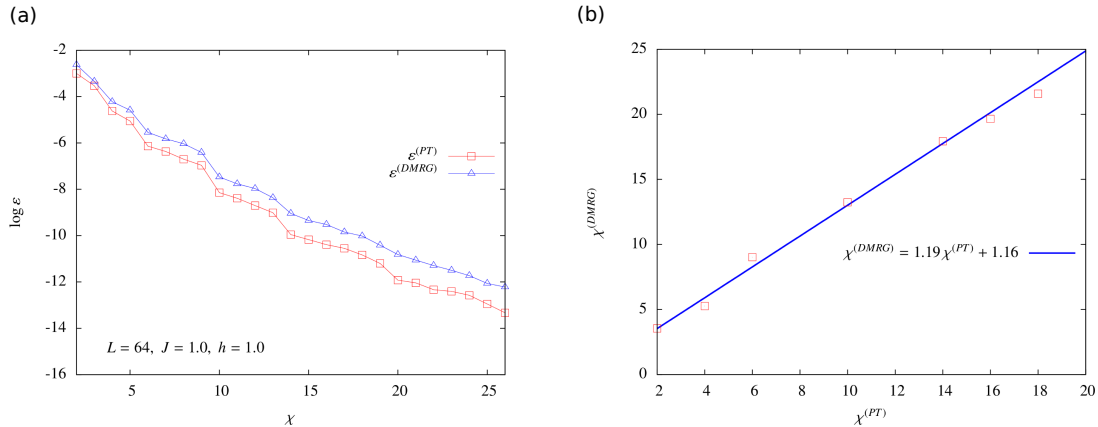 (a)
-2
-4
-6
-8
-10
-12
-14
-16
log ε
ε(PT)
ε(DMRG)
L = 64, J = 1.0, h = 1.0
5 10 15 20 25
χ
(b)
25
20
15
10
5
0
χ(DMRG)
χ(DMRG) = 1.19 χ(PT) + 1.16
2 4 6 8 10 12 14 16 18 20
χ(PT)